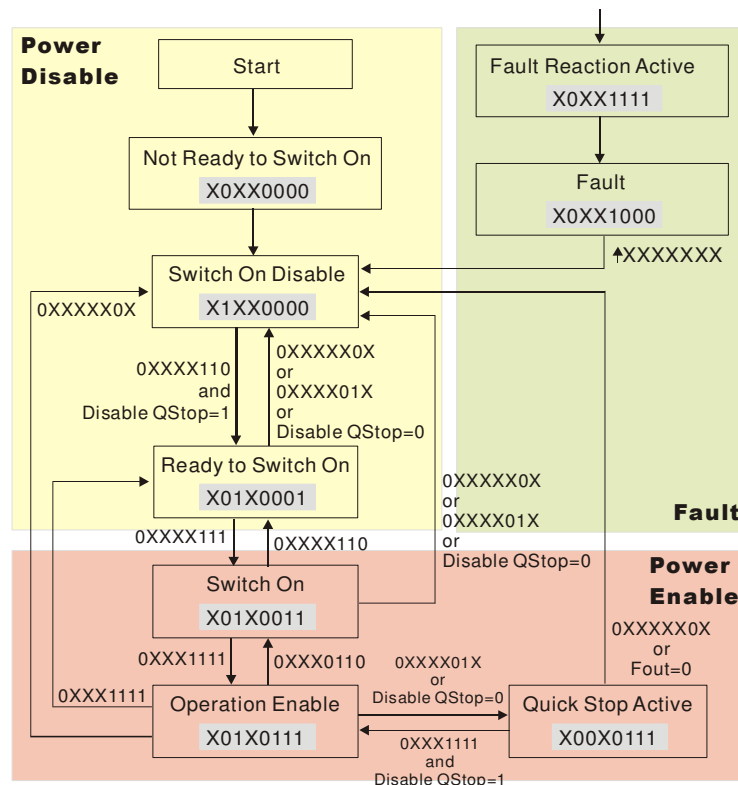 Power
Disable
Start
Not Ready to Switch On
X0XX0000
Switch On Disable
X1XX0000
0XXXXX0X
0XXXX110
and
Disable QStop=1
0XXXXX0X
or
0XXXX01X
or
Disable QStop=0
Ready to Switch On
X01X0001
Fault Reaction Active
X0XX1111
Fault
X0XX1000
XXXXXXX
Fault
0XXXX111
0XXXX110
0XXXXX0X
or
0XXXX01X
or
Disable QStop=0
Power
Enable
Switch On
X01X0011
0XXX1111
0XXX0110
0XXX1111
Operation Enable
X01X0111
0XXXX01X
or
Disable QStop=0
0XXX1111
and
Disable QStop=1
0XXXXX0X
or
Fout=0
Quick Stop Active
X00X0111